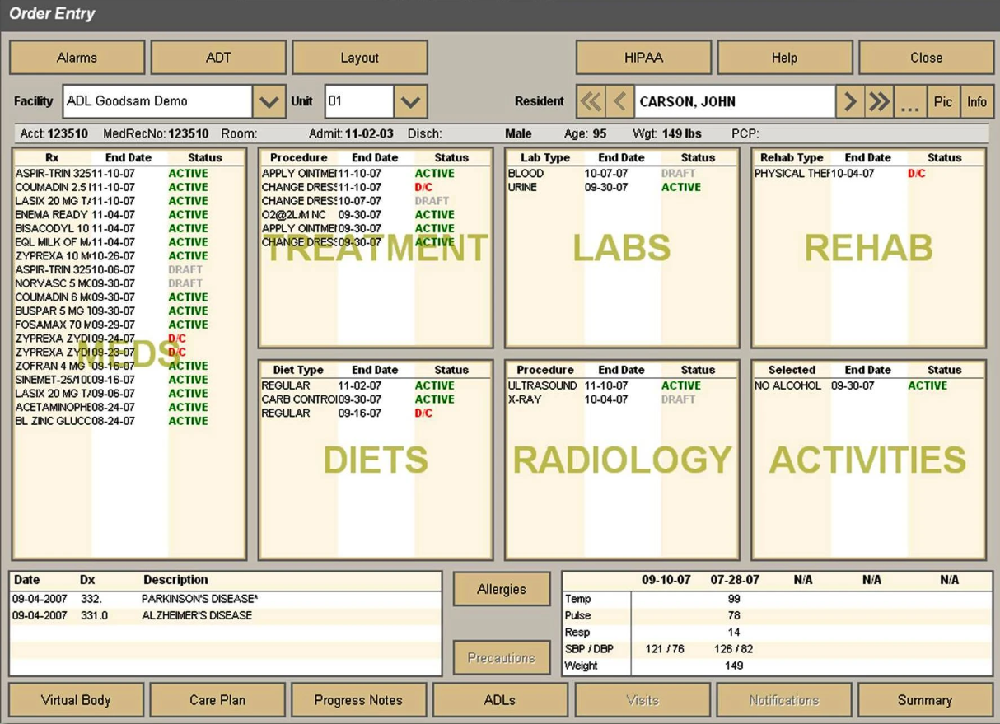 Order Entry
Alarms ADT Layout HIPAA Help Close
Facility ADL Goodsam Demo Unit 01 Resident CARSON, JOHN ... Pic Info
Acct: 123510 MedRecNo: 123510 Room: Admit: 11-02-03 Disch: Male Age: 95 Wgt: 149 lbs PCP:
Rx End Date Status
ASPIR-TRIN 325 11-10-07 ACTIVE
COUMADIN 2.5 11-10-07 ACTIVE
LASIX 20 MG 11-10-07 ACTIVE
ENEMA READY 11-04-07 ACTIVE
BISACODYL 10 11-04-07 ACTIVE
EQL MILK OF 11-04-07 ACTIVE
ZYPREXA 10 10-26-07 ACTIVE
ASPIR-TRIN 325 10-06-07 DRAFT
NORVASC 5 09-30-07 DRAFT
COUMADIN 6 09-30-07 ACTIVE
BUSPAR 5 MG 09-30-07 ACTIVE
FOSAMAX 70 09-29-07 ACTIVE
ZYPREXA ZYDI 09-24-07 D/C
ZYPREXA ZYDI 09-23-07 D/C
ZOFRAN 4 MG 09-16-07 ACTIVE
SINEMET-25/100 09-16-07 ACTIVE
LASIX 20 MG 09-06-07 ACTIVE
ACETAMINOPHE 08-24-07 ACTIVE
BL ZINC GLUCO 08-24-07 ACTIVE
MEDS
Procedure End Date Status
APPLY OINTME 11-10-07 ACTIVE
CHANGE DRESS 11-10-07 D/C
CHANGE DRESS 10-07-07 DRAFT
O2@2L/M NC 09-30-07 ACTIVE
APPLY OINTME 09-30-07 ACTIVE
CHANGE DRESS 09-30-07 ACTIVE
TREATMENT
Lab Type End Date Status
BLOOD 10-07-07 DRAFT
URINE 09-30-07 ACTIVE
LABS
Rehab Type End Date Status
PHYSICAL THEF 10-04-07 D/C
REHAB
Diet Type End Date Status
REGULAR 11-02-07 ACTIVE
CARB CONTRO 09-30-07 ACTIVE
REGULAR 09-16-07 D/C
DIETS
Procedure End Date Status
ULTRASOUND 11-10-07 ACTIVE
X-RAY 10-04-07 DRAFT
RADIOLOGY
Selected End Date Status
NO ALCOHOL 09-30-07 ACTIVE
ACTIVITIES
Date Dx Description
09-04-2007 332. PARKINSON'S DISEASE*
09-04-2007 331.0 ALZHEIMER'S DISEASE
Allergies
Precautions
09-10-07 07-28-07 N/A N/A N/A
Temp 99
Pulse 78
Resp 14
SBP / DBP 121 / 76 126 / 82
Weight 149
Virtual Body Care Plan Progress Notes ADLs Visits Notifications Summary